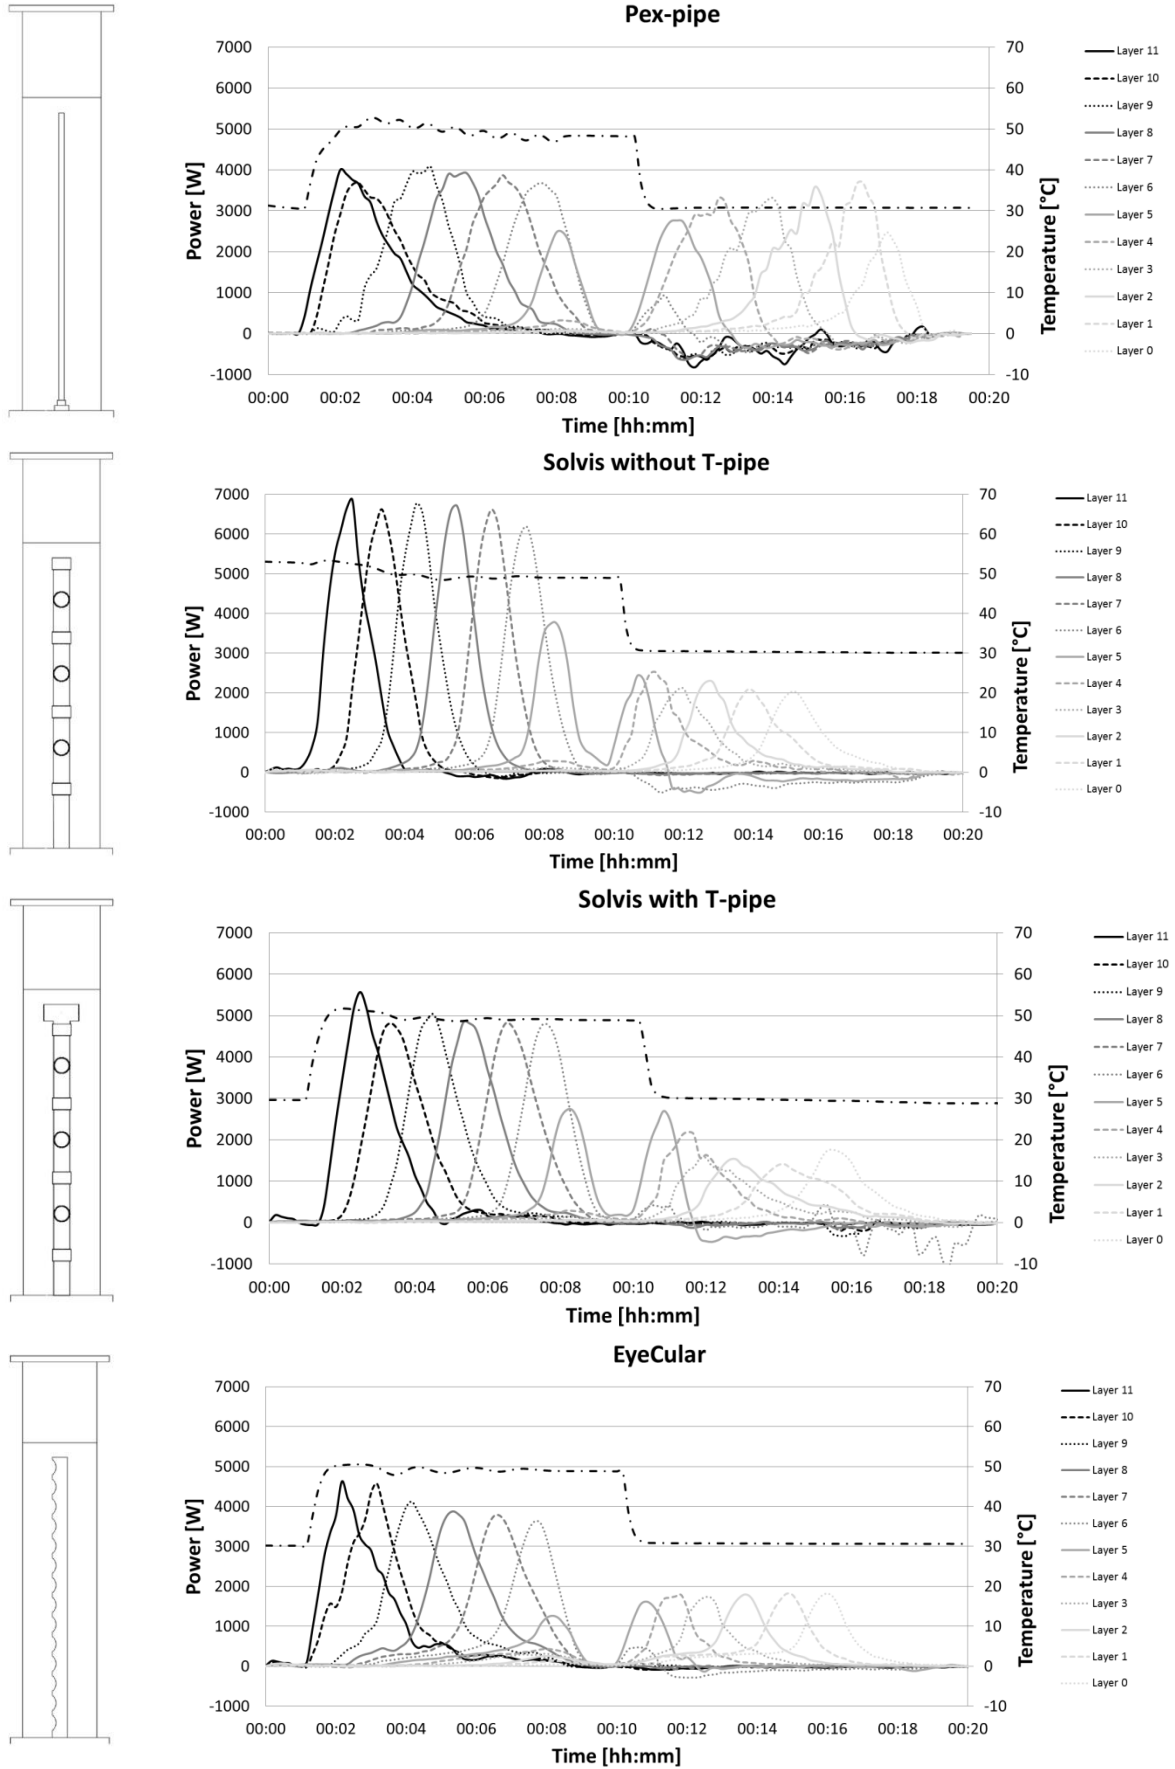 Pex-pipe
7000 70
6000 60
5000 50
4000 40
3000 30
2000 20
1000 10
0 0
-1000 -10
Power [W]
Temperature [°C]
00:00 00:02 00:04 00:06 00:08 00:10 00:12 00:14 00:16 00:18 00:20
Time [hh:mm]
Layer 11
Layer 10
Layer 9
Layer 8
Layer 7
Layer 6
Layer 5
Layer 4
Layer 3
Layer 2
Layer 1
Layer 0
Solvis without T-pipe
7000 70
6000 60
5000 50
4000 40
3000 30
2000 20
1000 10
0 0
-1000 -10
Power [W]
Temperature [°C]
00:00 00:02 00:04 00:06 00:08 00:10 00:12 00:14 00:16 00:18 00:20
Time [hh:mm]
Layer 11
Layer 10
Layer 9
Layer 8
Layer 7
Layer 6
Layer 5
Layer 4
Layer 3
Layer 2
Layer 1
Layer 0
Solvis with T-pipe
7000 70
6000 60
5000 50
4000 40
3000 30
2000 20
1000 10
0 0
-1000 -10
Power [W]
Temperature [°C]
00:00 00:02 00:04 00:06 00:08 00:10 00:12 00:14 00:16 00:18 00:20
Time [hh:mm]
Layer 11
Layer 10
Layer 9
Layer 8
Layer 7
Layer 6
Layer 5
Layer 4
Layer 3
Layer 2
Layer 1
Layer 0
EyeCular
7000 70
6000 60
5000 50
4000 40
3000 30
2000 20
1000 10
0 0
-1000 -10
Power [W]
Temperature [°C]
00:00 00:02 00:04 00:06 00:08 00:10 00:12 00:14 00:16 00:18 00:20
Time [hh:mm]
Layer 11
Layer 10
Layer 9
Layer 8
Layer 7
Layer 6
Layer 5
Layer 4
Layer 3
Layer 2
Layer 1
Layer 0